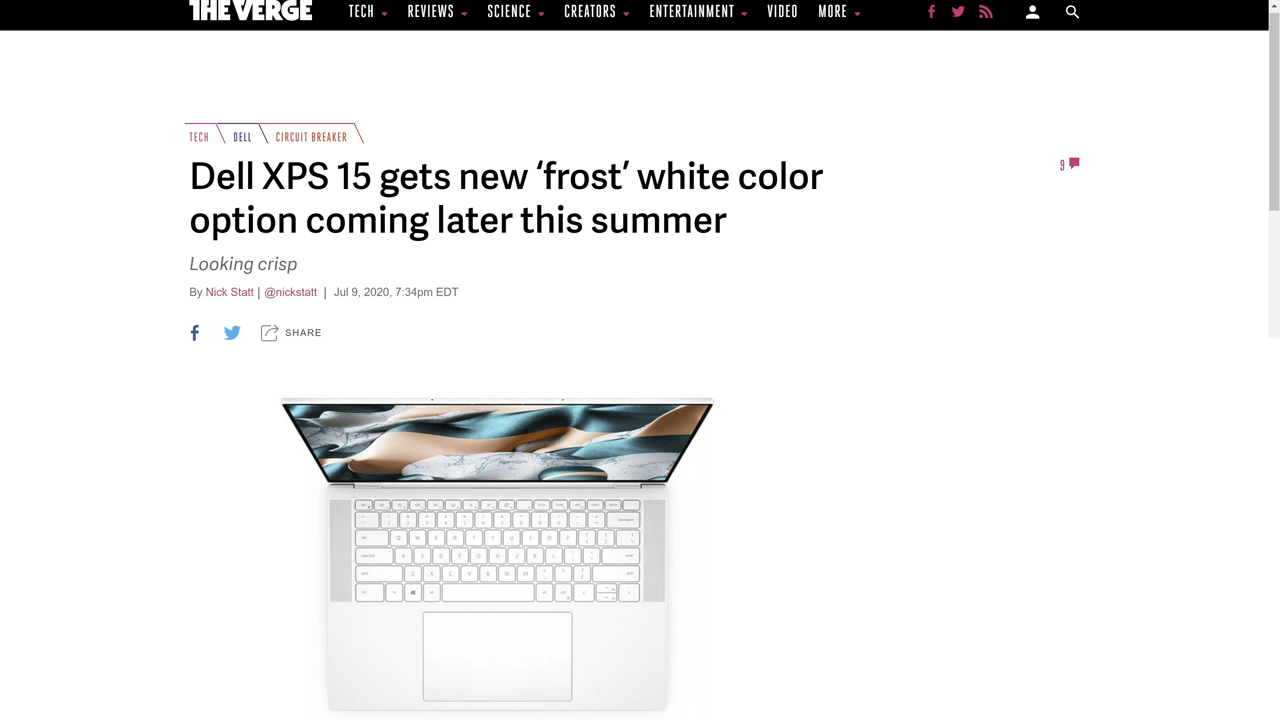 THE VERGE TECH REVIEWS SCIENCE CREATORS ENTERTAINMENT VIDEO MORE
TECH DELL CIRCUIT BREAKER
Dell XPS 15 gets new ‘frost’ white color
option coming later this summer
9
Looking crisp
By Nick Statt | @nickstatt | Jul 9, 2020, 7:34pm EDT
SHARE
Q W E R T Y U I O P
A S D F G H J K L
Z X C V B N M